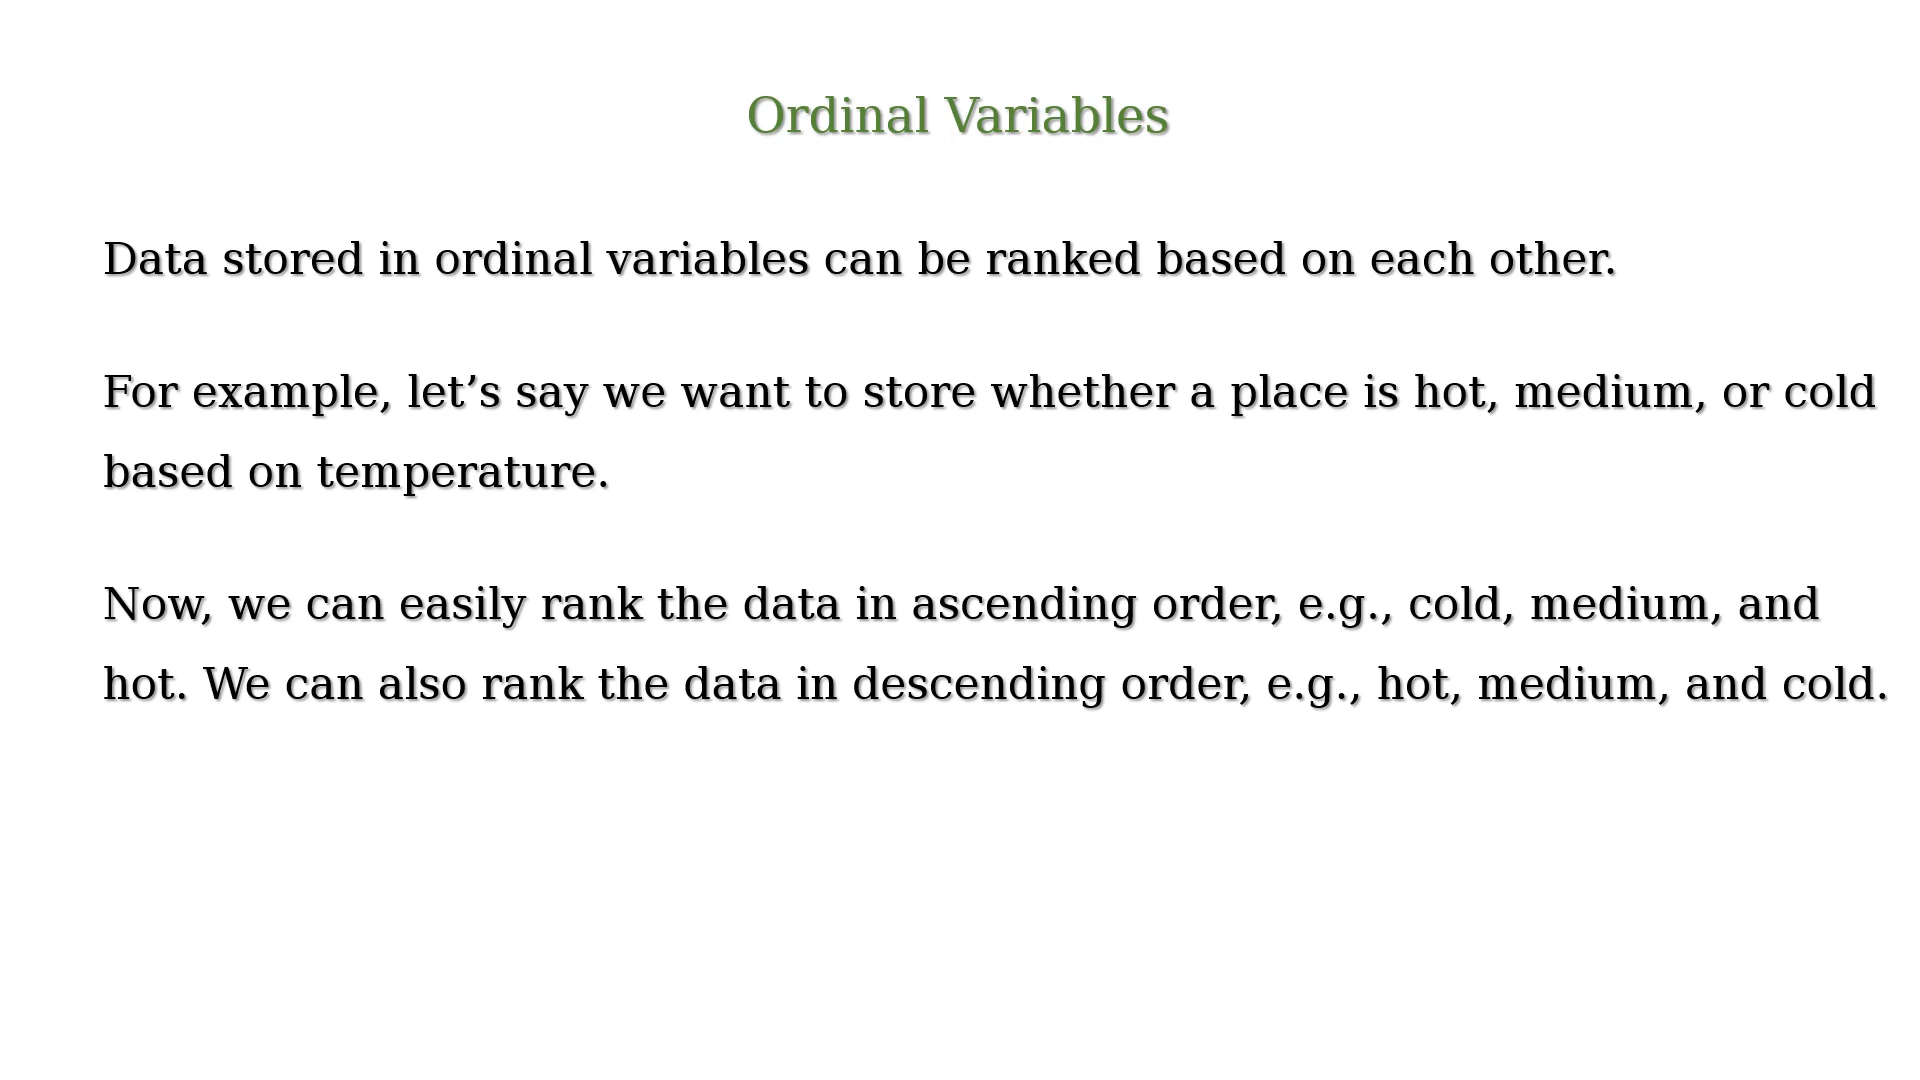 Ordinal Variables
Data stored in ordinal variables can be ranked based on each other.
For example, let’s say we want to store whether a place is hot, medium, or cold
based on temperature.
Now, we can easily rank the data in ascending order, e.g., cold, medium, and
hot. We can also rank the data in descending order, e.g., hot, medium, and cold.